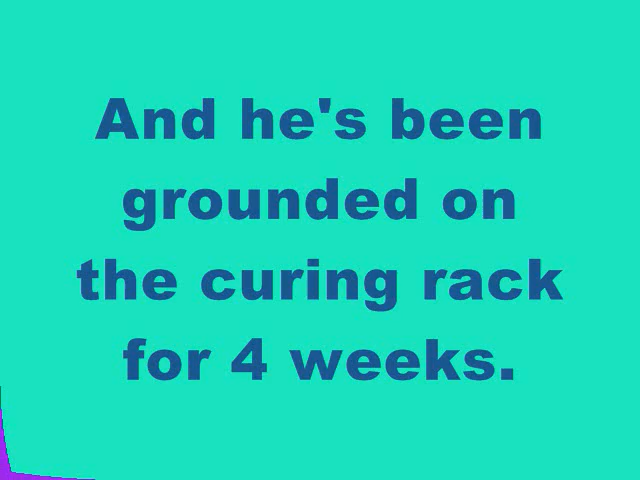 And he's been
grounded on
the curing rack
for 4 weeks.